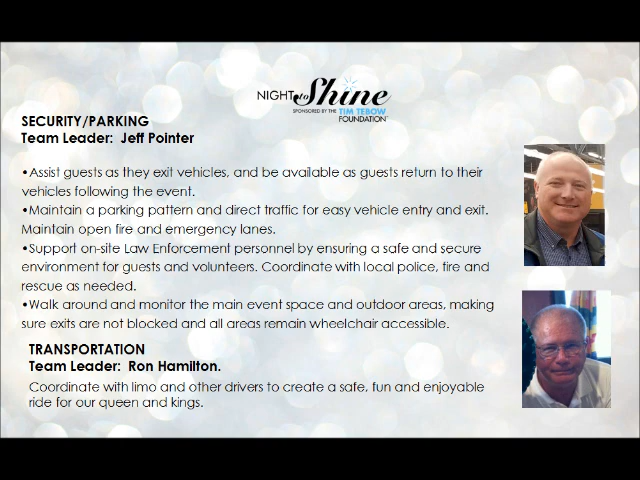 NIGHT to Shine
SPONSORED BY THE TIM TEBOW
FOUNDATION
SECURITY/PARKING
Team Leader: Jeff Pointer
•Assist guests as they exit vehicles, and be available as guests return to their
vehicles following the event.
•Maintain a parking pattern and direct traffic for easy vehicle entry and exit.
Maintain open fire and emergency lanes.
•Support on-site Law Enforcement personnel by ensuring a safe and secure
environment for guests and volunteers. Coordinate with local police, fire and
rescue as needed.
•Walk around and monitor the main event space and outdoor areas, making
sure exits are not blocked and all areas remain wheelchair accessible.
TRANSPORTATION
Team Leader: Ron Hamilton.
Coordinate with limo and other drivers to create a safe, fun and enjoyable
ride for our queen and kings.